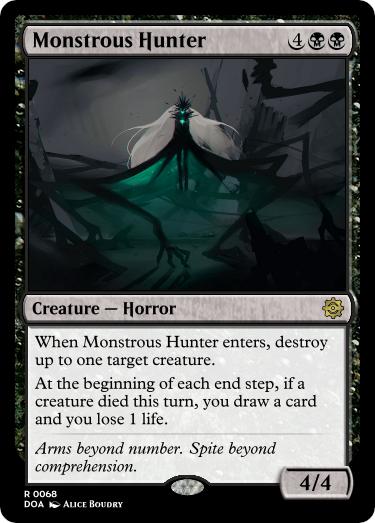 Monstrous Hunter 4
Creature — Horror
When Monstrous Hunter enters, destroy
up to one target creature.
At the beginning of each end step, if a
creature died this turn, you draw a card
and you lose 1 life.
Arms beyond number. Spite beyond
comprehension.
4/4
R 0068
DOA Alice Boudry